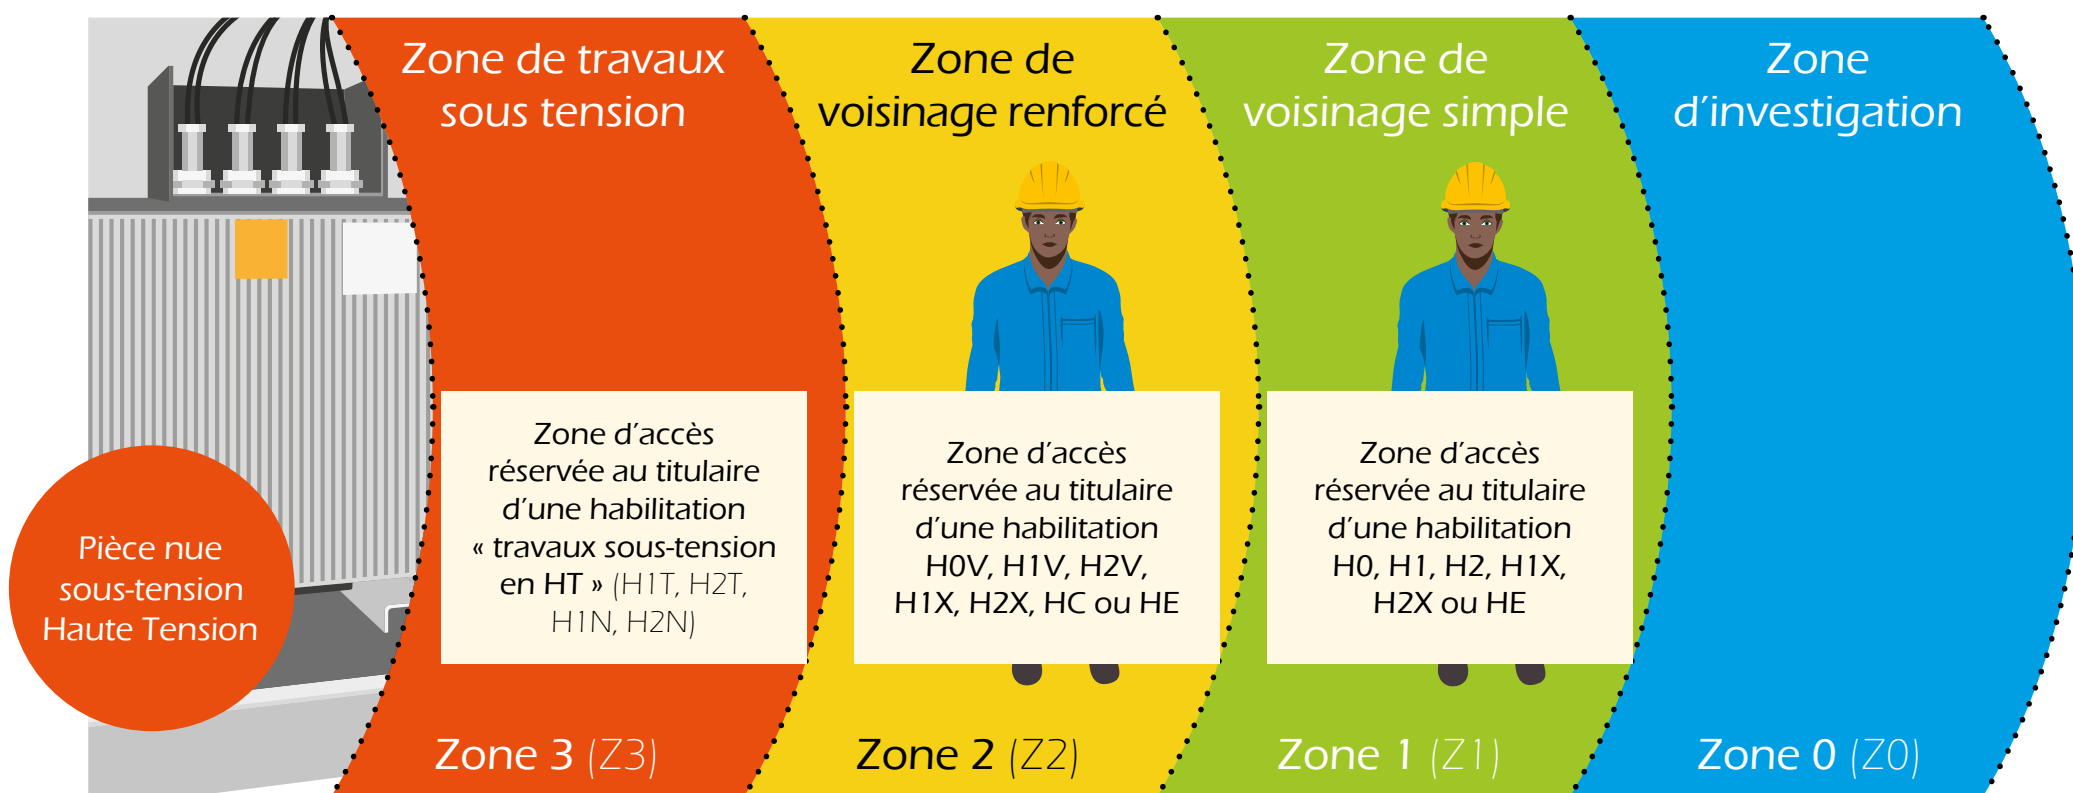 Zone de travaux
sous tension
Zone de
voisinage renforcé
Zone de
voisinage simple
Zone
d’investigation
Pièce nue
sous-tension
Haute Tension
Zone d’accès
réservée au titulaire
d’une habilitation
« travaux sous-tension
en HT » (H1T, H2T,
H1N, H2N)
Zone d’accès
réservée au titulaire
d’une habilitation
H0V, H1V, H2V,
H1X, H2X, HC ou HE
Zone d’accès
réservée au titulaire
d’une habilitation
H0, H1, H2, H1X,
H2X ou HE
Zone 3 (Z3)
Zone 2 (Z2)
Zone 1 (Z1)
Zone 0 (Z0)